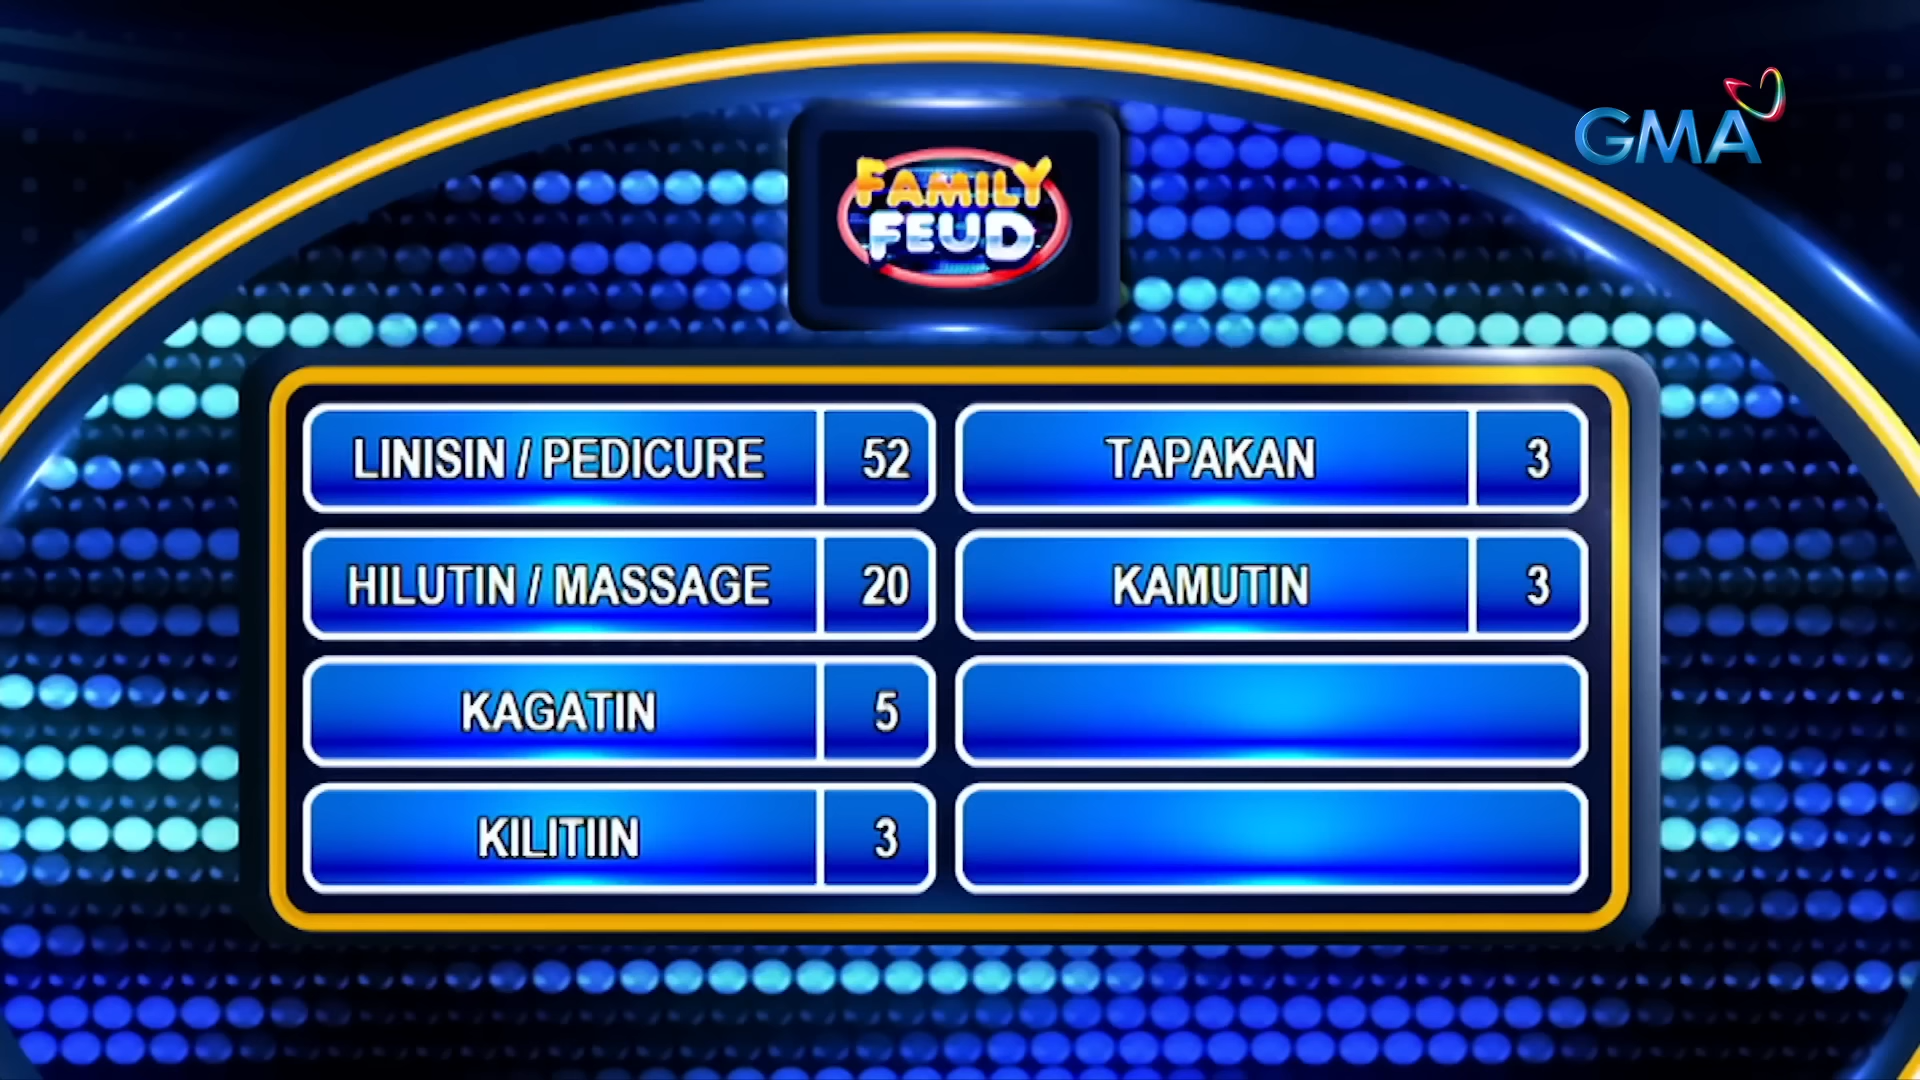 GMA
FAMILY
FEUD
LINISIN / PEDICURE 52
HILUTIN / MASSAGE 20
KAGATIN 5
KILITIIN 3
TAPAKAN 3
KAMUTIN 3